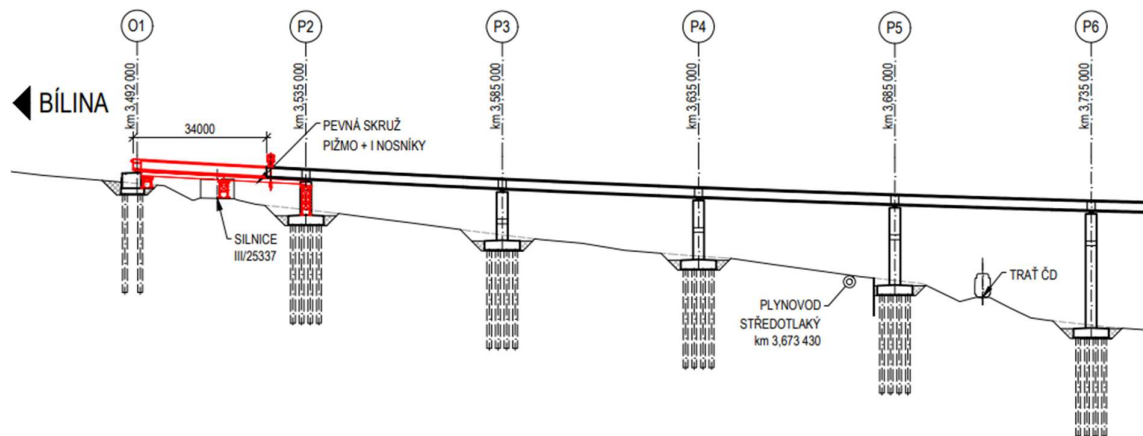 O1
P2
P3
P4
P5
P6
km 3,492 000
km 3,535 000
km 3,585 000
km 3,635 000
km 3,685 000
km 3,735 000
BÍLINA
34000
PEVNÁ SKRUŽ
PIŽMO + I NOSNÍKY
SILNICE
III/25337
PLYNOVOD
STŘEDOTLAKÝ
km 3,673 430
TRAŤ ČD